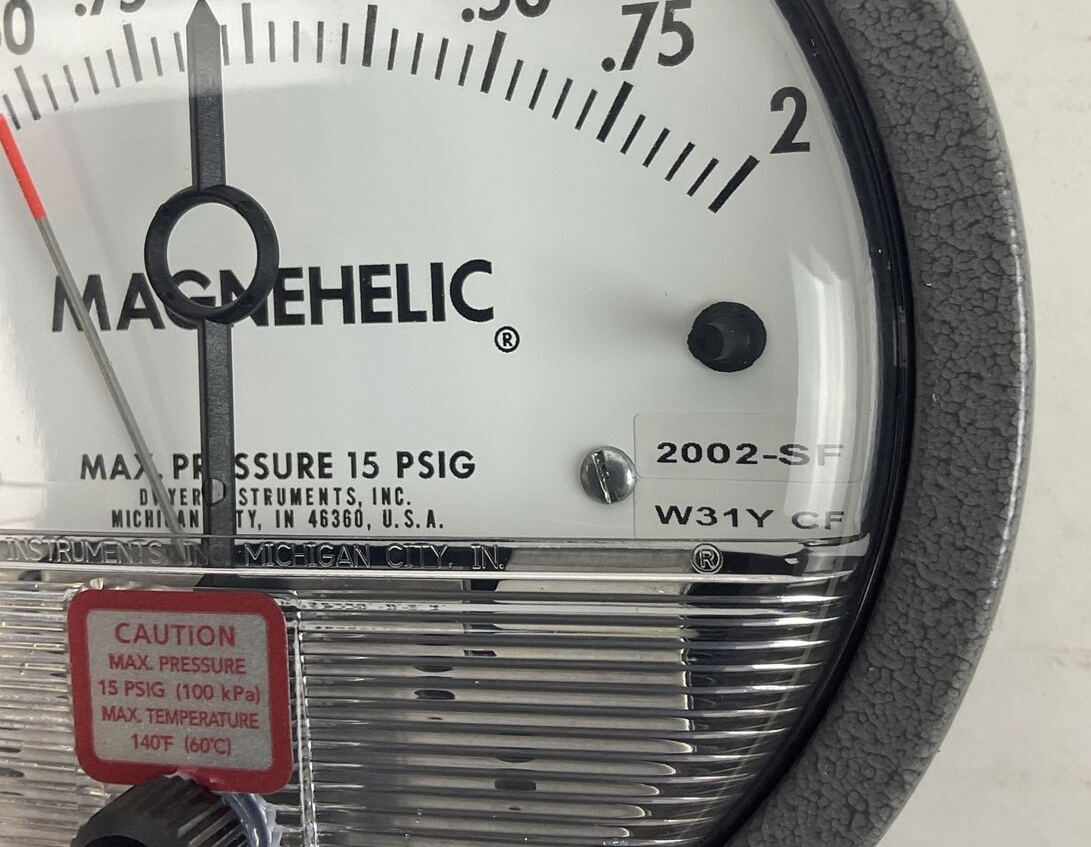 .50
.75
2
MAGNEHELIC
®
MAX. PRESSURE 15 PSIG
INC.
MICHIGAN CITY, IN 46360, U.S.A.
2002-SF
W31Y CF
INSTRUMENTS INC. MICHIGAN CITY, IN. ®
CAUTION
MAX. PRESSURE
15 PSIG (100 kPa)
MAX. TEMPERATURE
140°F (60°C)